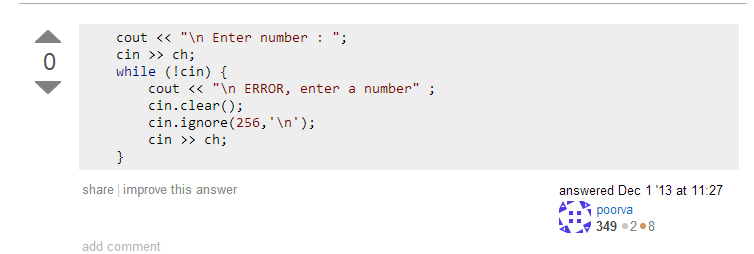 cout << "\n Enter number : ";
0
cin >> ch;
while (!cin) {
cout << "\n ERROR, enter a number" ;
cin.clear();
cin.ignore(256,'\n');
cin >> ch;
}
share | improve this answer
answered Dec 1 '13 at 11:27
poorva
349 ●2 ●8
add comment